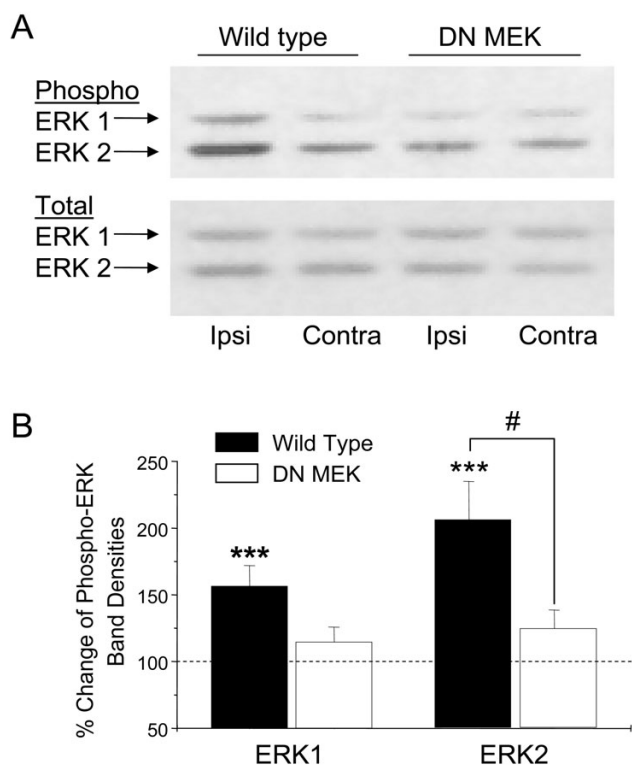 A
Wild type DN MEK
Phospho
ERK 1
ERK 2
Total
ERK 1
ERK 2
Ipsi Contra Ipsi Contra
B
Wild Type
DN MEK
#
***
***
% Change of Phospho-ERK
Band Densities
250
200
150
100
50
ERK1 ERK2